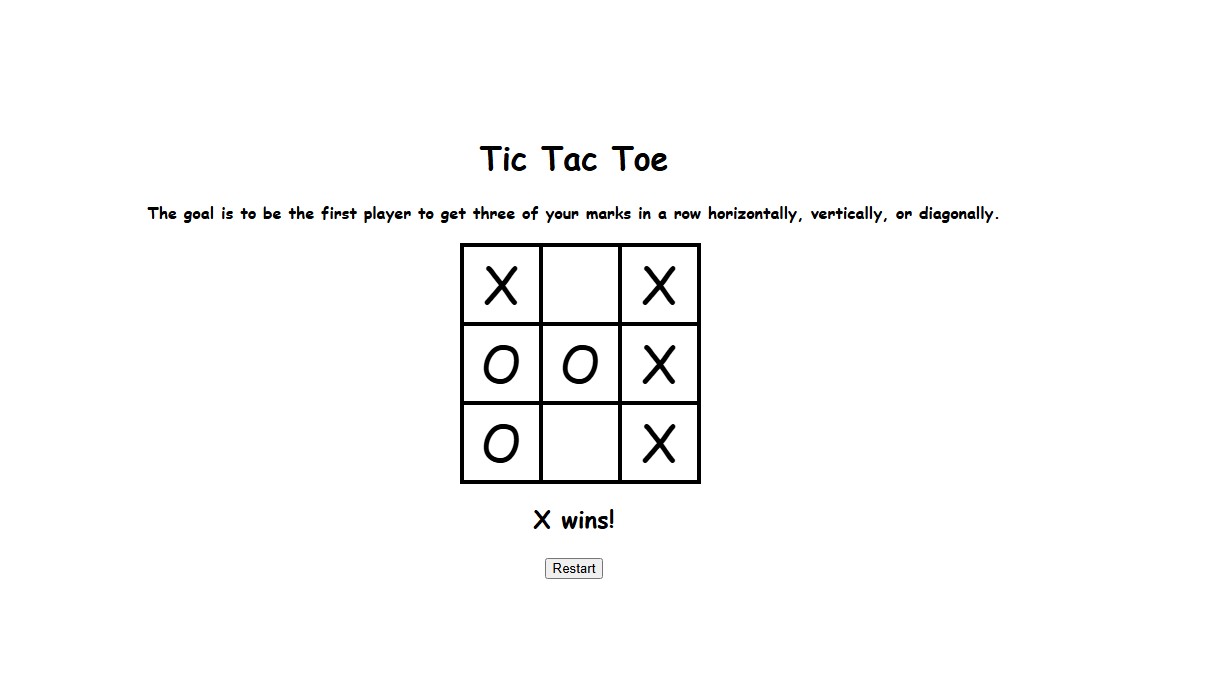 Tic Tac Toe
The goal is to be the first player to get three of your marks in a row horizontally, vertically, or diagonally.
X X
O O X
O X
X wins!
Restart